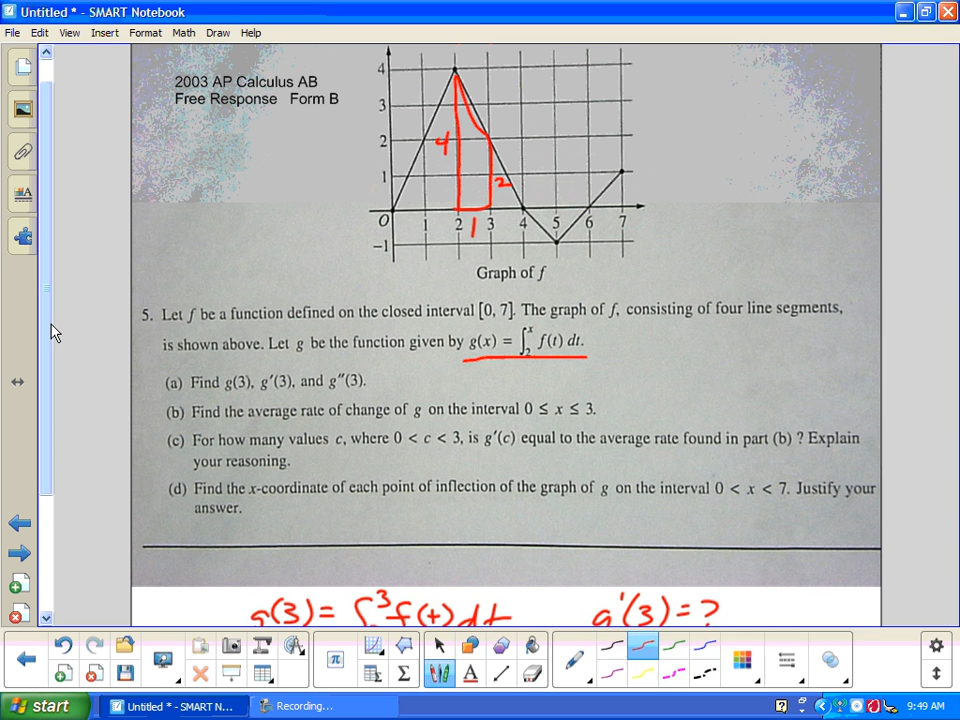 Untitled * - SMART Notebook
File Edit View Insert Format Math Draw Help
2003 AP Calculus AB
Free Response Form B
4
3
2
1
O
1 2 3 4 5 6 7
−1
4
2
1
Graph of f
5. Let f be a function defined on the closed interval [0, 7]. The graph of f, consisting of four line segments,
is shown above. Let g be the function given by g(x) = ∫₂ˣ f(t) dt.
(a) Find g(3), g′(3), and g″(3).
(b) Find the average rate of change of g on the interval 0 ≤ x ≤ 3.
(c) For how many values c, where 0 < c < 3, is g′(c) equal to the average rate found in part (b) ? Explain
your reasoning.
(d) Find the x-coordinate of each point of inflection of the graph of g on the interval 0 < x < 7. Justify your
answer.
g(3) = ∫³ f(t) dt g'(3) = ?
start Untitled * - SMART N... Recording... 9:49 AM